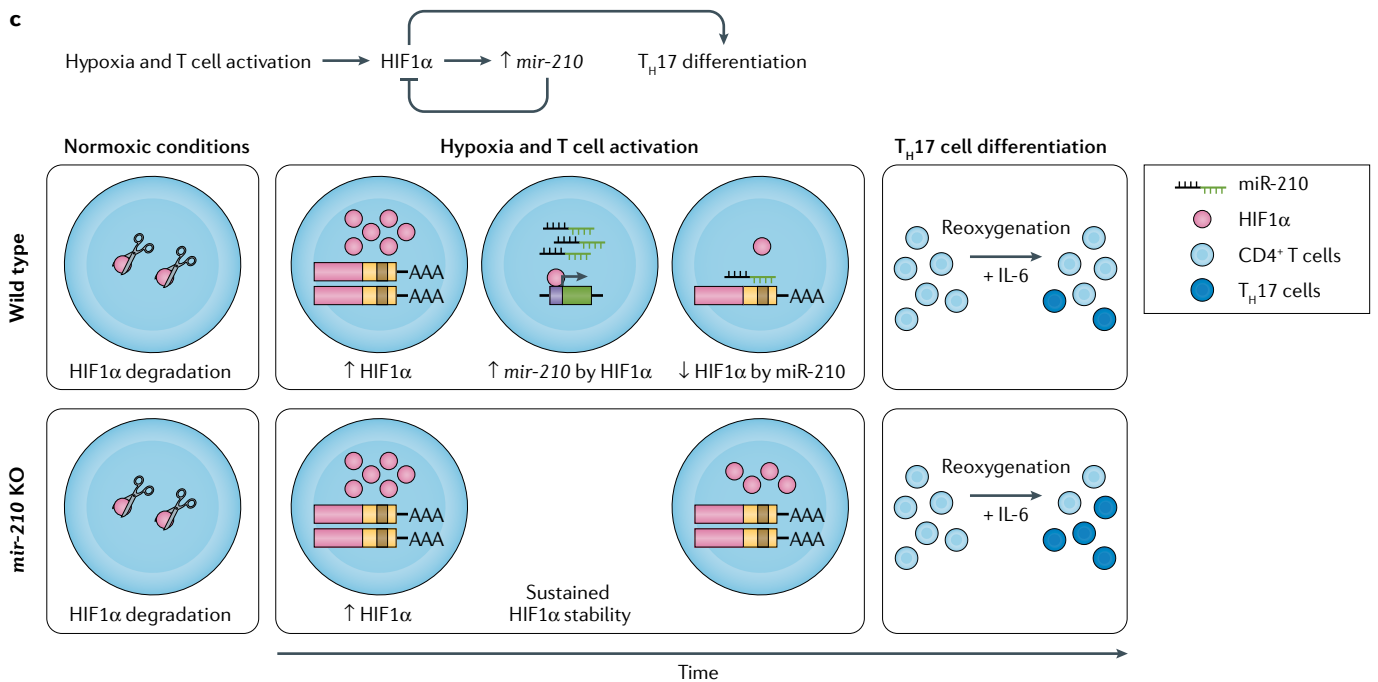 c
Hypoxia and T cell activation
HIF1α
↑ mir-210
TH17 differentiation
Normoxic conditions
Hypoxia and T cell activation
TH17 cell differentiation
Wild type
AAA
AAA
AAA
HIF1α degradation
↑ HIF1α
↑ mir-210 by HIF1α
↓ HIF1α by miR-210
Reoxygenation
+ IL-6
miR-210
HIF1α
CD4⁺ T cells
TH17 cells
mir-210 KO
AAA
AAA
AAA
AAA
HIF1α degradation
↑ HIF1α
Sustained
HIF1α stability
Reoxygenation
+ IL-6
Time